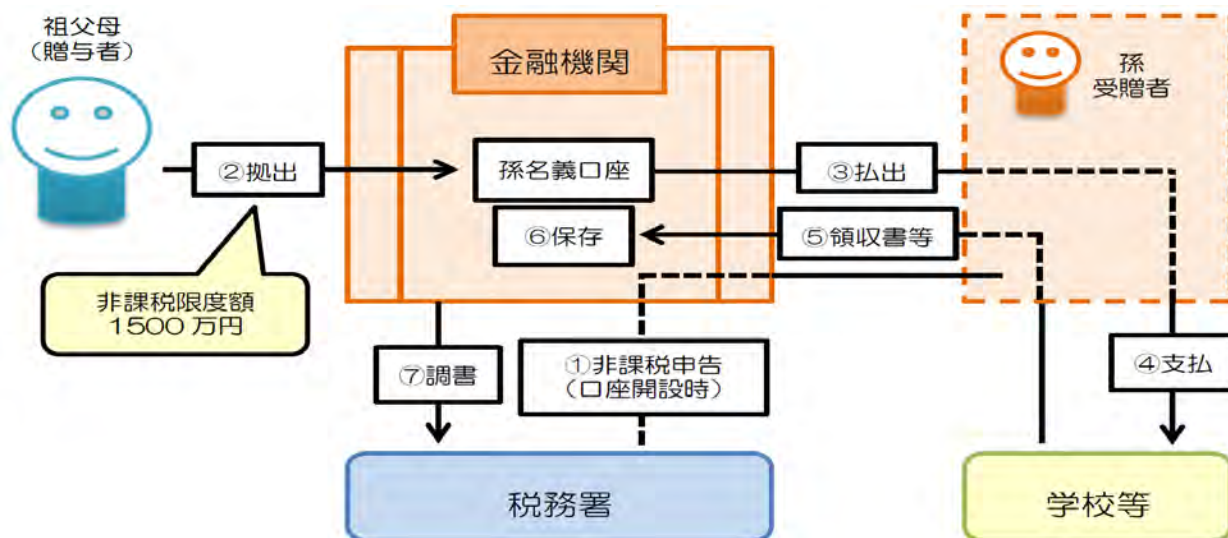 祖父母
（贈与者）
金融機関
孫
受贈者
②拠出
孫名義口座
③払出
⑥保存
⑤領収書等
非課税限度額
1500 万円
⑦調書
①非課税申告
（口座開設時）
④支払
税務署
学校等